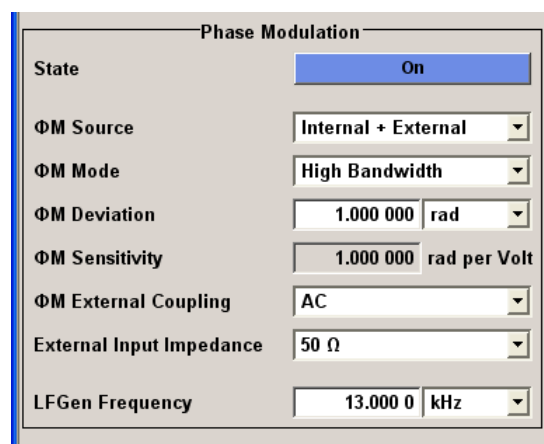 Phase Modulation
State On
ΦM Source Internal + External
ΦM Mode High Bandwidth
ΦM Deviation 1.000 000 rad
ΦM Sensitivity 1.000 000 rad per Volt
ΦM External Coupling AC
External Input Impedance 50 Ω
LFGen Frequency 13.000 0 kHz